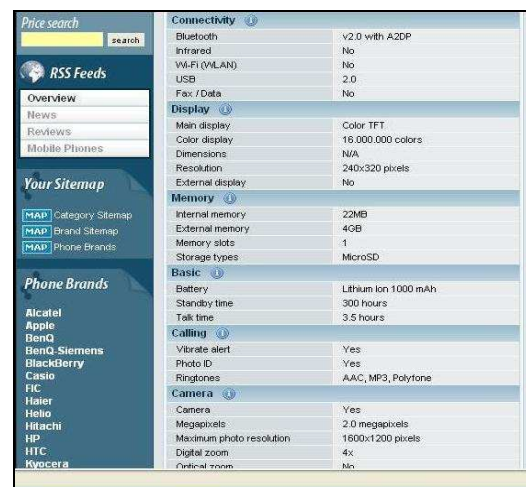 Price search
search
RSS Feeds
Overview
News
Reviews
Mobile Phones
Your Sitemap
MAP Category Sitemap
MAP Brand Sitemap
MAP Phone Brands
Phone Brands
Alcatel
Apple
BenQ
BenQ-Siemens
BlackBerry
Casio
FIC
Haier
Helio
Hitachi
HP
HTC
Kyocera
Connectivity
Bluetooth v2.0 with A2DP
Infrared No
Wi-Fi (WLAN) No
USB 2.0
Fax / Data No
Display
Main display Color TFT
Color display 16.000.000 colors
Dimensions N/A
Resolution 240x320 pixels
External display No
Memory
Internal memory 22MB
External memory 4GB
Memory slots 1
Storage types MicroSD
Basic
Battery Lithium Ion 1000 mAh
Standby time 300 hours
Talk time 3.5 hours
Calling
Vibrate alert Yes
Photo ID Yes
Ringtones AAC, MP3, Polyfone
Camera
Camera Yes
Megapixels 2.0 megapixels
Maximum photo resolution 1600x1200 pixels
Digital zoom 4x
Optical zoom No